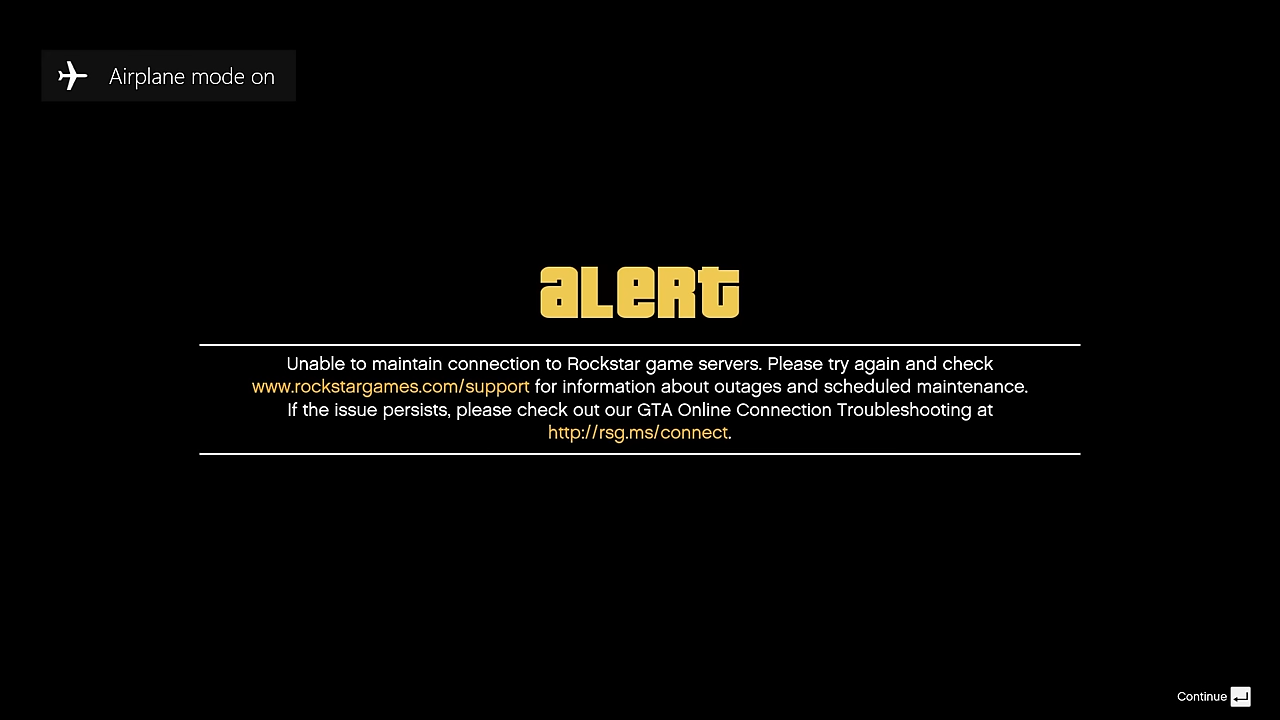 Airplane mode on
alert
Unable to maintain connection to Rockstar game servers. Please try again and check
www.rockstargames.com/support for information about outages and scheduled maintenance.
If the issue persists, please check out our GTA Online Connection Troubleshooting at
http://rsg.ms/connect.
Continue